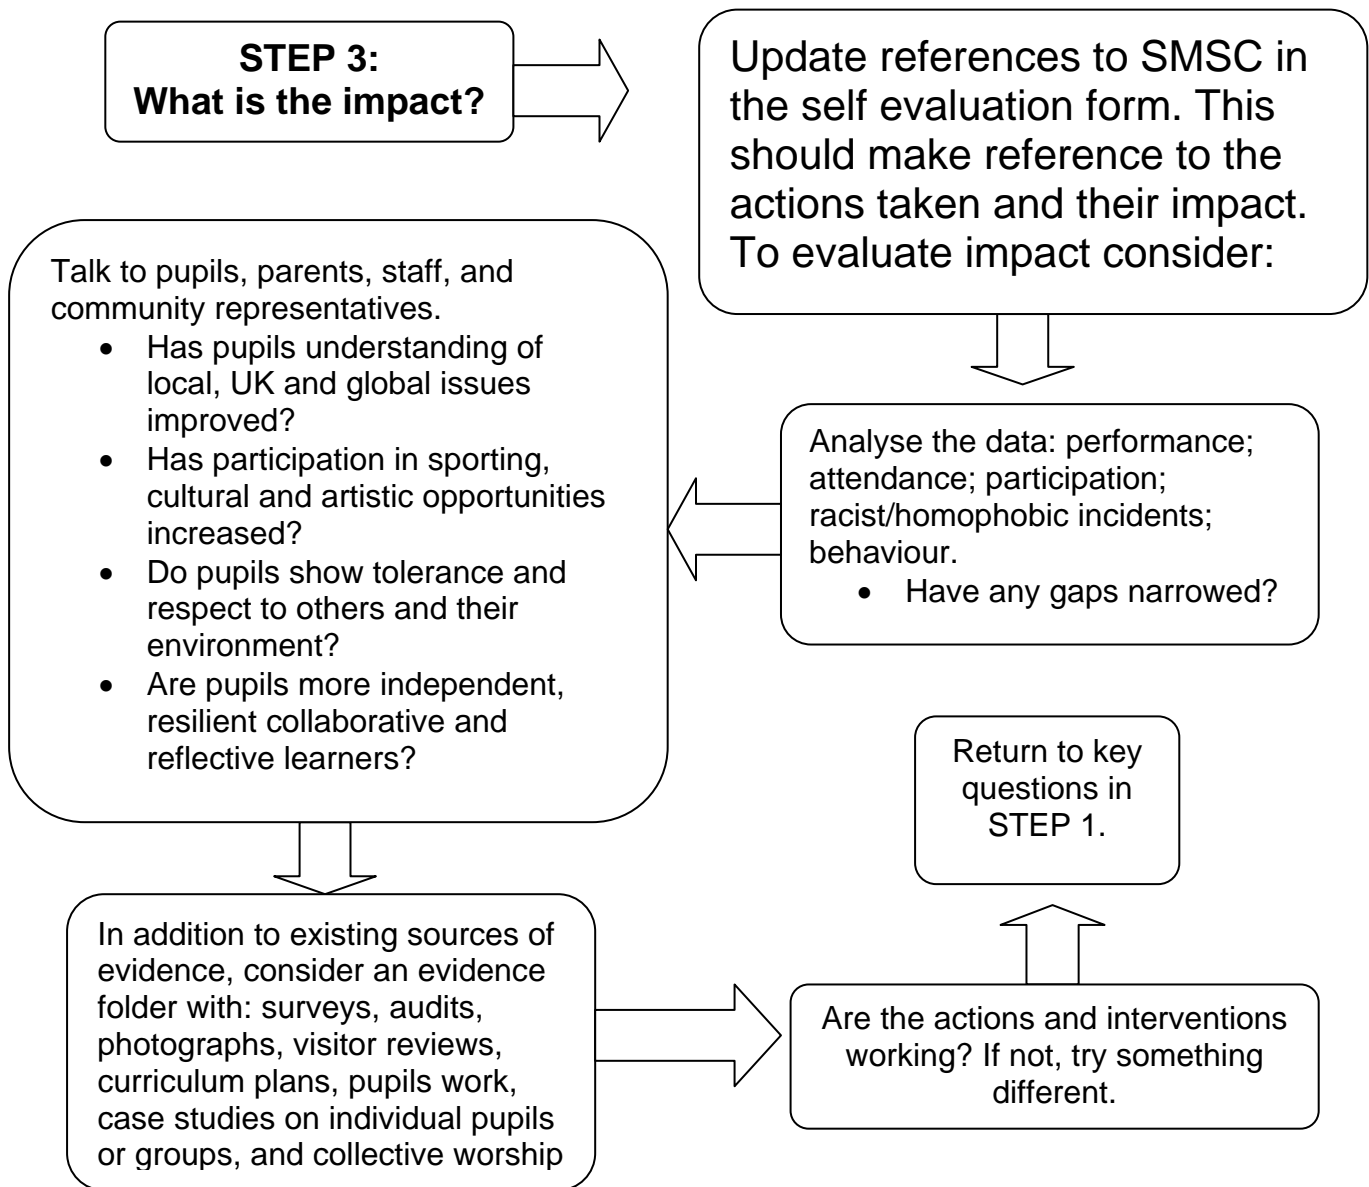 STEP 3:
What is the impact?
Update references to SMSC in
the self evaluation form. This
should make reference to the
actions taken and their impact.
To evaluate impact consider:
Analyse the data: performance;
attendance; participation;
racist/homophobic incidents;
behaviour.
• Have any gaps narrowed?
Talk to pupils, parents, staff, and
community representatives.
• Has pupils understanding of
local, UK and global issues
improved?
• Has participation in sporting,
cultural and artistic opportunities
increased?
• Do pupils show tolerance and
respect to others and their
environment?
• Are pupils more independent,
resilient collaborative and
reflective learners?
In addition to existing sources of
evidence, consider an evidence
folder with: surveys, audits,
photographs, visitor reviews,
curriculum plans, pupils work,
case studies on individual pupils
or groups, and collective worship
Are the actions and interventions
working? If not, try something
different.
Return to key
questions in
STEP 1.